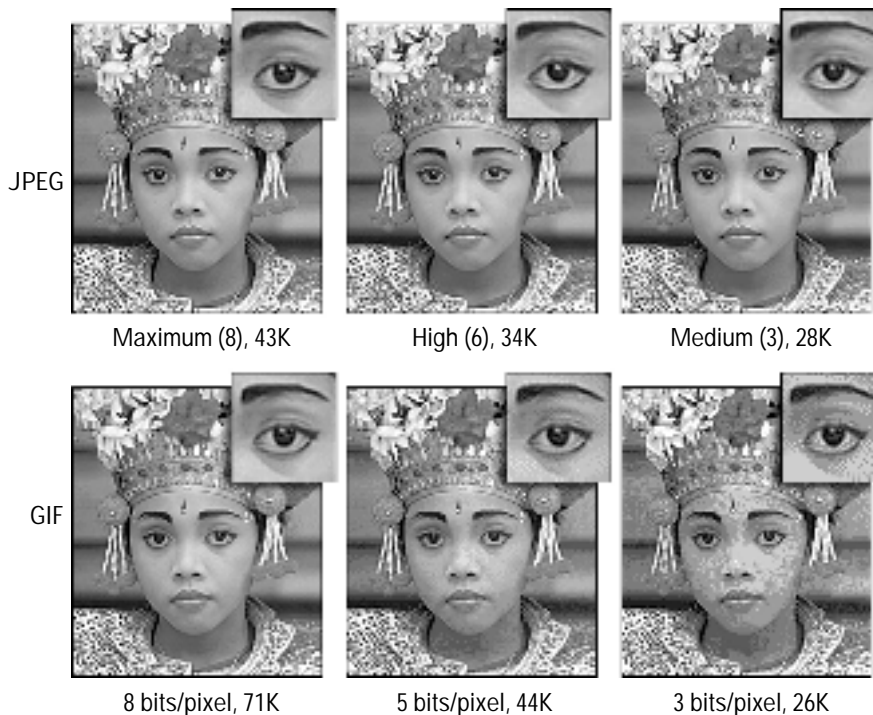 JPEG
Maximum (8), 43K
High (6), 34K
Medium (3), 28K
GIF
8 bits/pixel, 71K
5 bits/pixel, 44K
3 bits/pixel, 26K